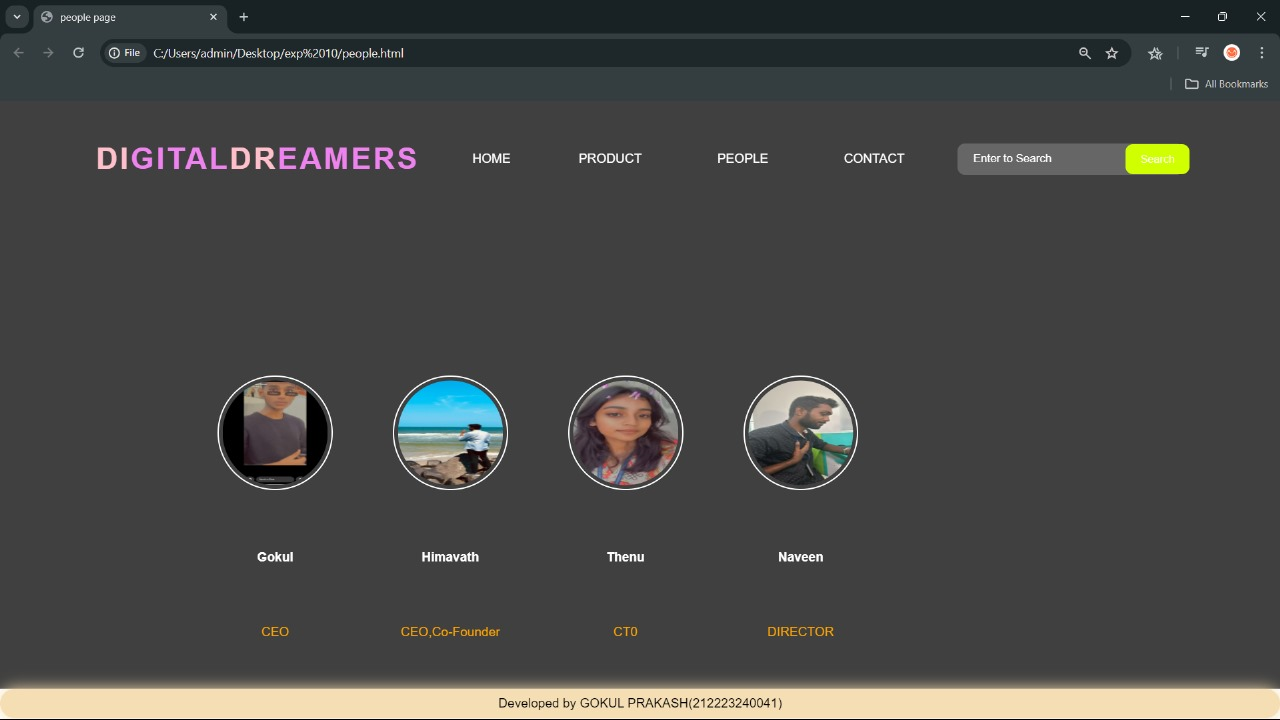 people page
File C:/Users/admin/Desktop/exp%2010/people.html
All Bookmarks
DIGITALDREAMERS HOME PRODUCT PEOPLE CONTACT Enter to Search Search
Gokul Himavath Thenu Naveen
CEO CEO,Co-Founder CT0 DIRECTOR
Developed by GOKUL PRAKASH(212223240041)